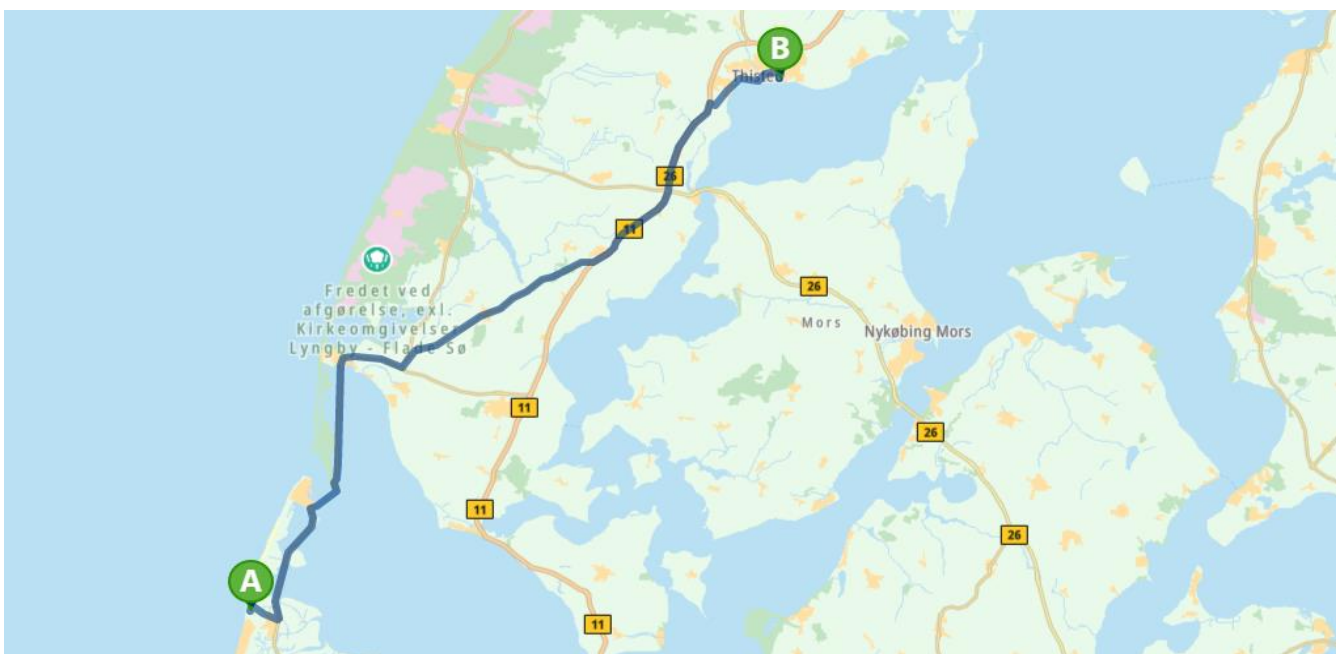 B
Thisted
26
11
Fredet ved
afgørelse, exl.
Kirkeomgivelser
Lyngby - Flade Sø
26
Mors
Nykøbing Mors
11
26
11
26
A
11